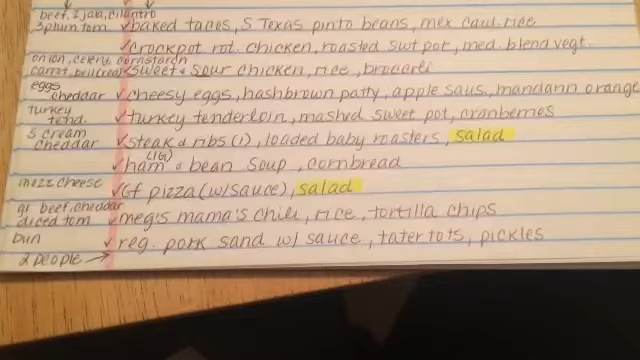 beef, 2 jala, cilantro
3 plum tom ✓baked tacos, S Texas pinto beans, mex caul rice
✓crockpot rot. chicken, roasted swt pot, med. blend vegt.
onion, celery, cornstarch
carrot, bell(red) ✓sweet & sour chicken, rice, broccoli
eggs
cheddar ✓cheesy eggs, hashbrown patty, apple saus, mandarin orange
turkey
tend. ✓turkey tenderloin, mashed sweet pot, cranberries
s cream
cheddar ✓steak & ribs (1), loaded baby roasters, salad
✓ham & bean soup, cornbread
mozz cheese
✓Gf pizza (w/sauce), salad
gr beef, cheddar
diced tom ✓meg's mama's chili, rice, tortilla chips
bun
✓reg. pork sand w/ sauce, tater tots, pickles
2 people →